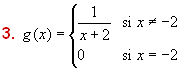 3. g(x) = { 1/(x + 2) si x ≠ −2
0 si x = −2